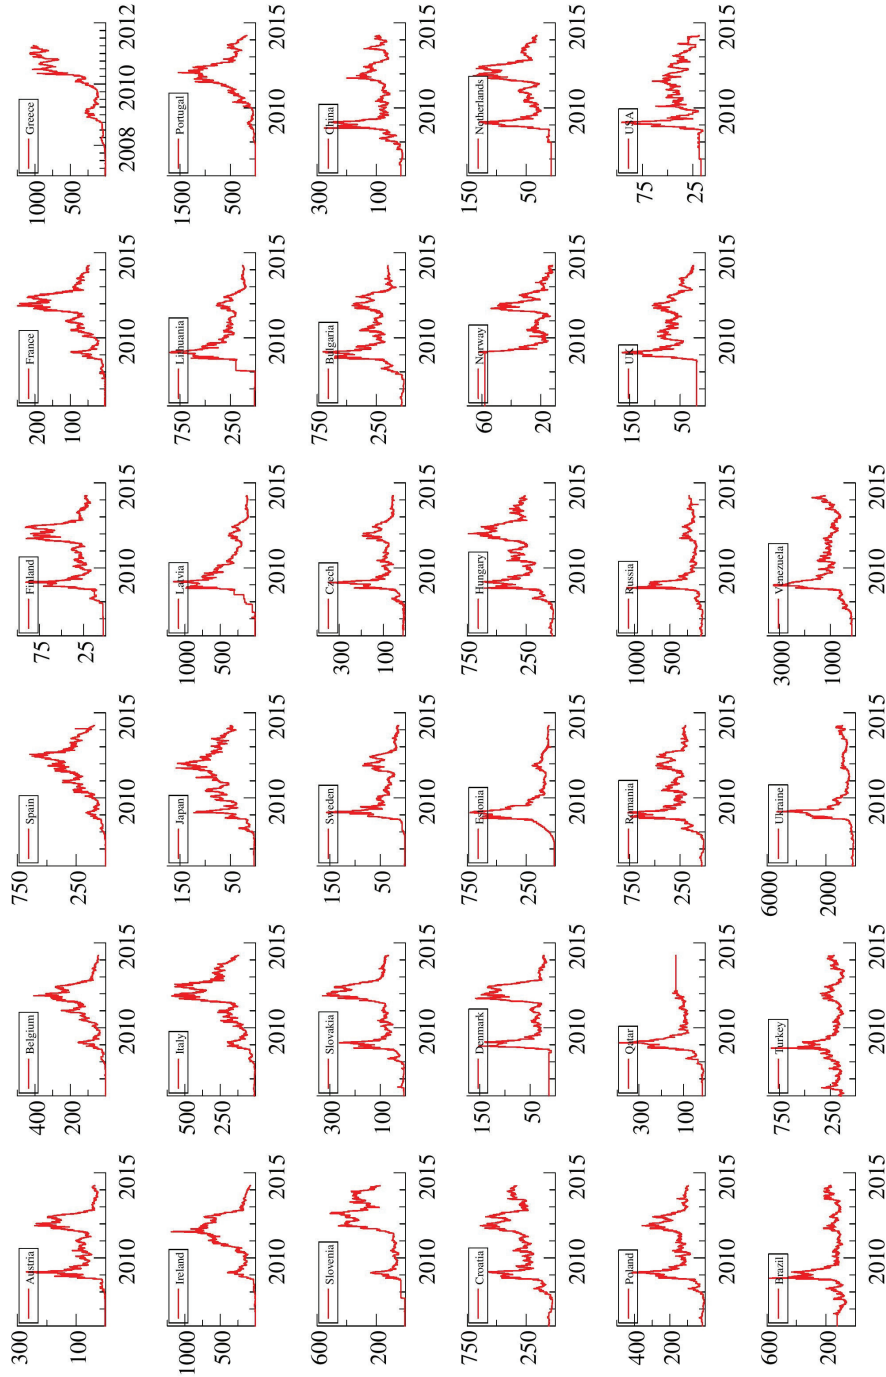 Austria
300
100
2010 2015
Belgium
400
200
2010 2015
Spain
750
250
2010 2015
Finland
75
25
2010 2015
France
200
100
2010 2015
Greece
1000
500
2008 2010 2012
Ireland
1000
500
2010 2015
Italy
500
250
2010 2015
Japan
150
50
2010 2015
Latvia
1000
500
2010 2015
Lithuania
750
250
2010 2015
Portugal
1500
500
2010 2015
Slovenia
600
200
2010 2015
Slovakia
300
100
2010 2015
Sweden
150
50
2010 2015
Czech
300
100
2010 2015
Bulgaria
750
250
2010 2015
China
300
100
2010 2015
Croatia
750
250
2010 2015
Denmark
150
50
2010 2015
Estonia
750
250
2010 2015
Hungary
750
250
2010 2015
Norway
60
20
2010 2015
Netherlands
150
50
2010 2015
Poland
400
200
2010 2015
Qatar
300
100
2010 2015
Rumania
750
250
2010 2015
Russia
1000
500
2010 2015
UK
150
50
2010 2015
USA
75
25
2010 2015
Brazil
750
250
2010 2015
Turkey
750
250
2010 2015
Ukraine
6000
2000
2010 2015
Venezuela
3000
1000
2010 2015